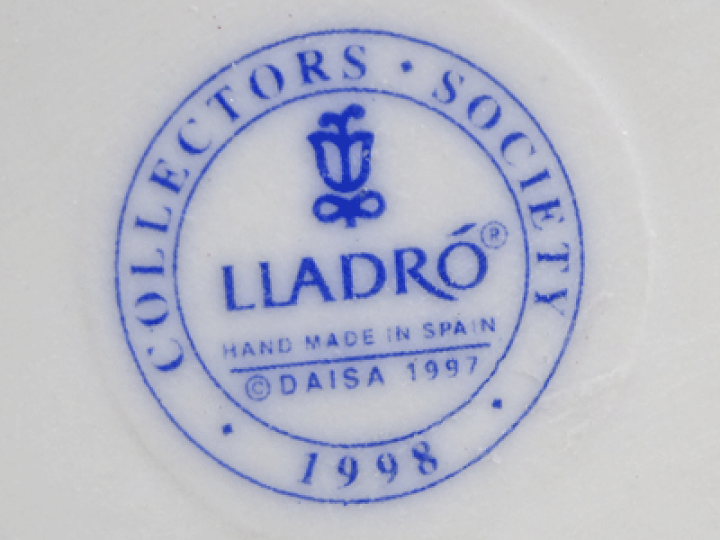 COLLECTORS · SOCIETY
LLADRÓ®
HAND MADE IN SPAIN
© DAISA 1997
· 1998 ·